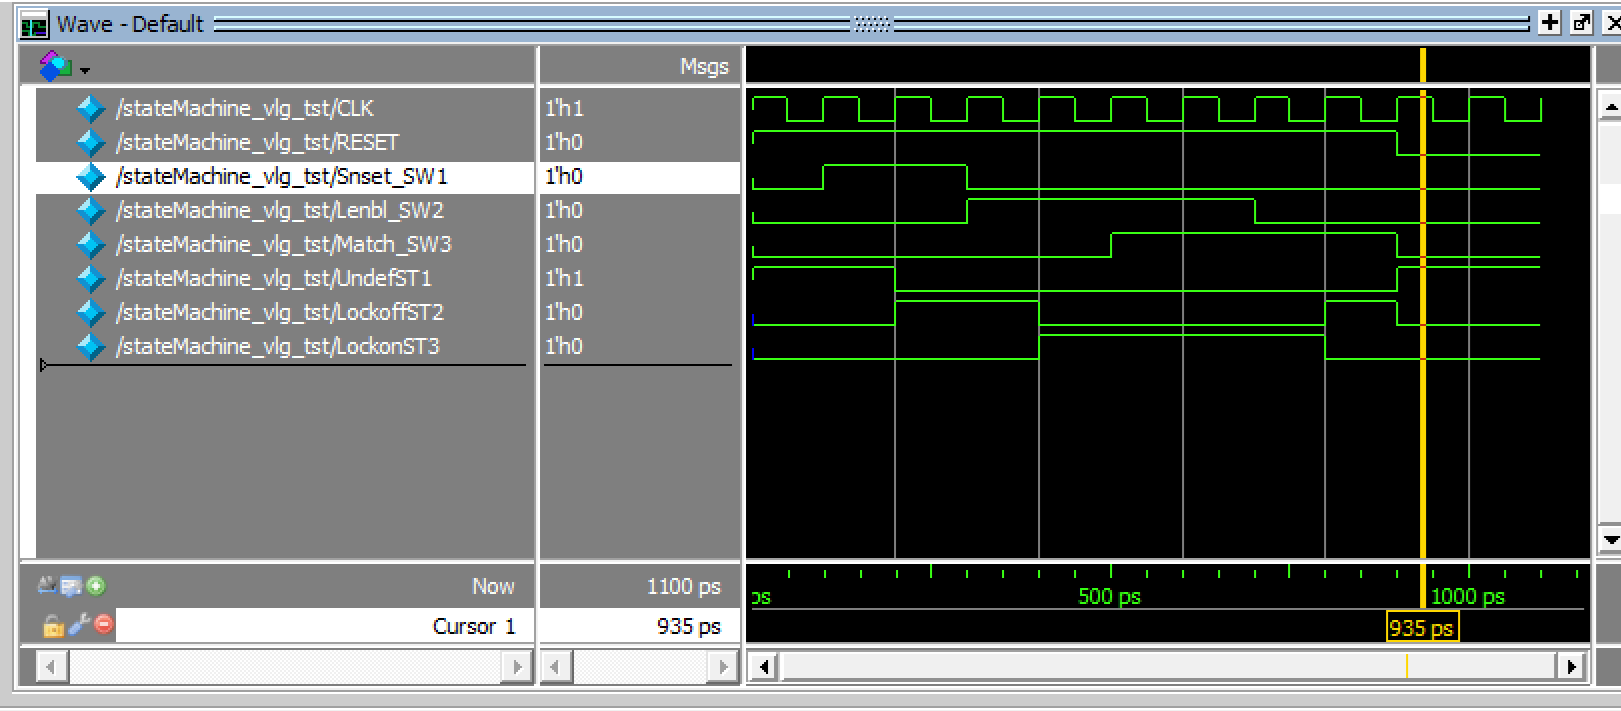 Wave - Default
Msgs
/stateMachine_vlg_tst/CLK 1'h1
/stateMachine_vlg_tst/RESET 1'h0
/stateMachine_vlg_tst/Snset_SW1 1'h0
/stateMachine_vlg_tst/Lenbl_SW2 1'h0
/stateMachine_vlg_tst/Match_SW3 1'h0
/stateMachine_vlg_tst/UndefST1 1'h1
/stateMachine_vlg_tst/LockoffST2 1'h0
/stateMachine_vlg_tst/LockonST3 1'h0
Now 1100 ps ps 500 ps 1000 ps
Cursor 1 935 ps 935 ps